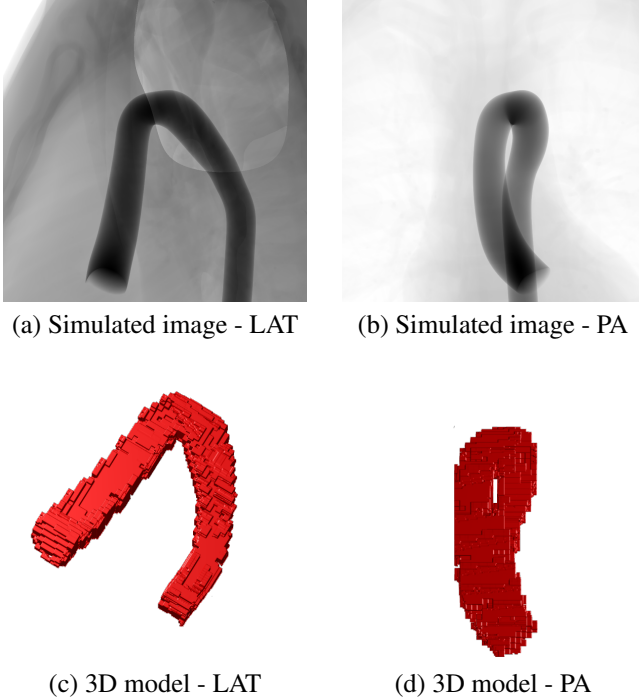 (a) Simulated image - LAT
(b) Simulated image - PA
(c) 3D model - LAT
(d) 3D model - PA